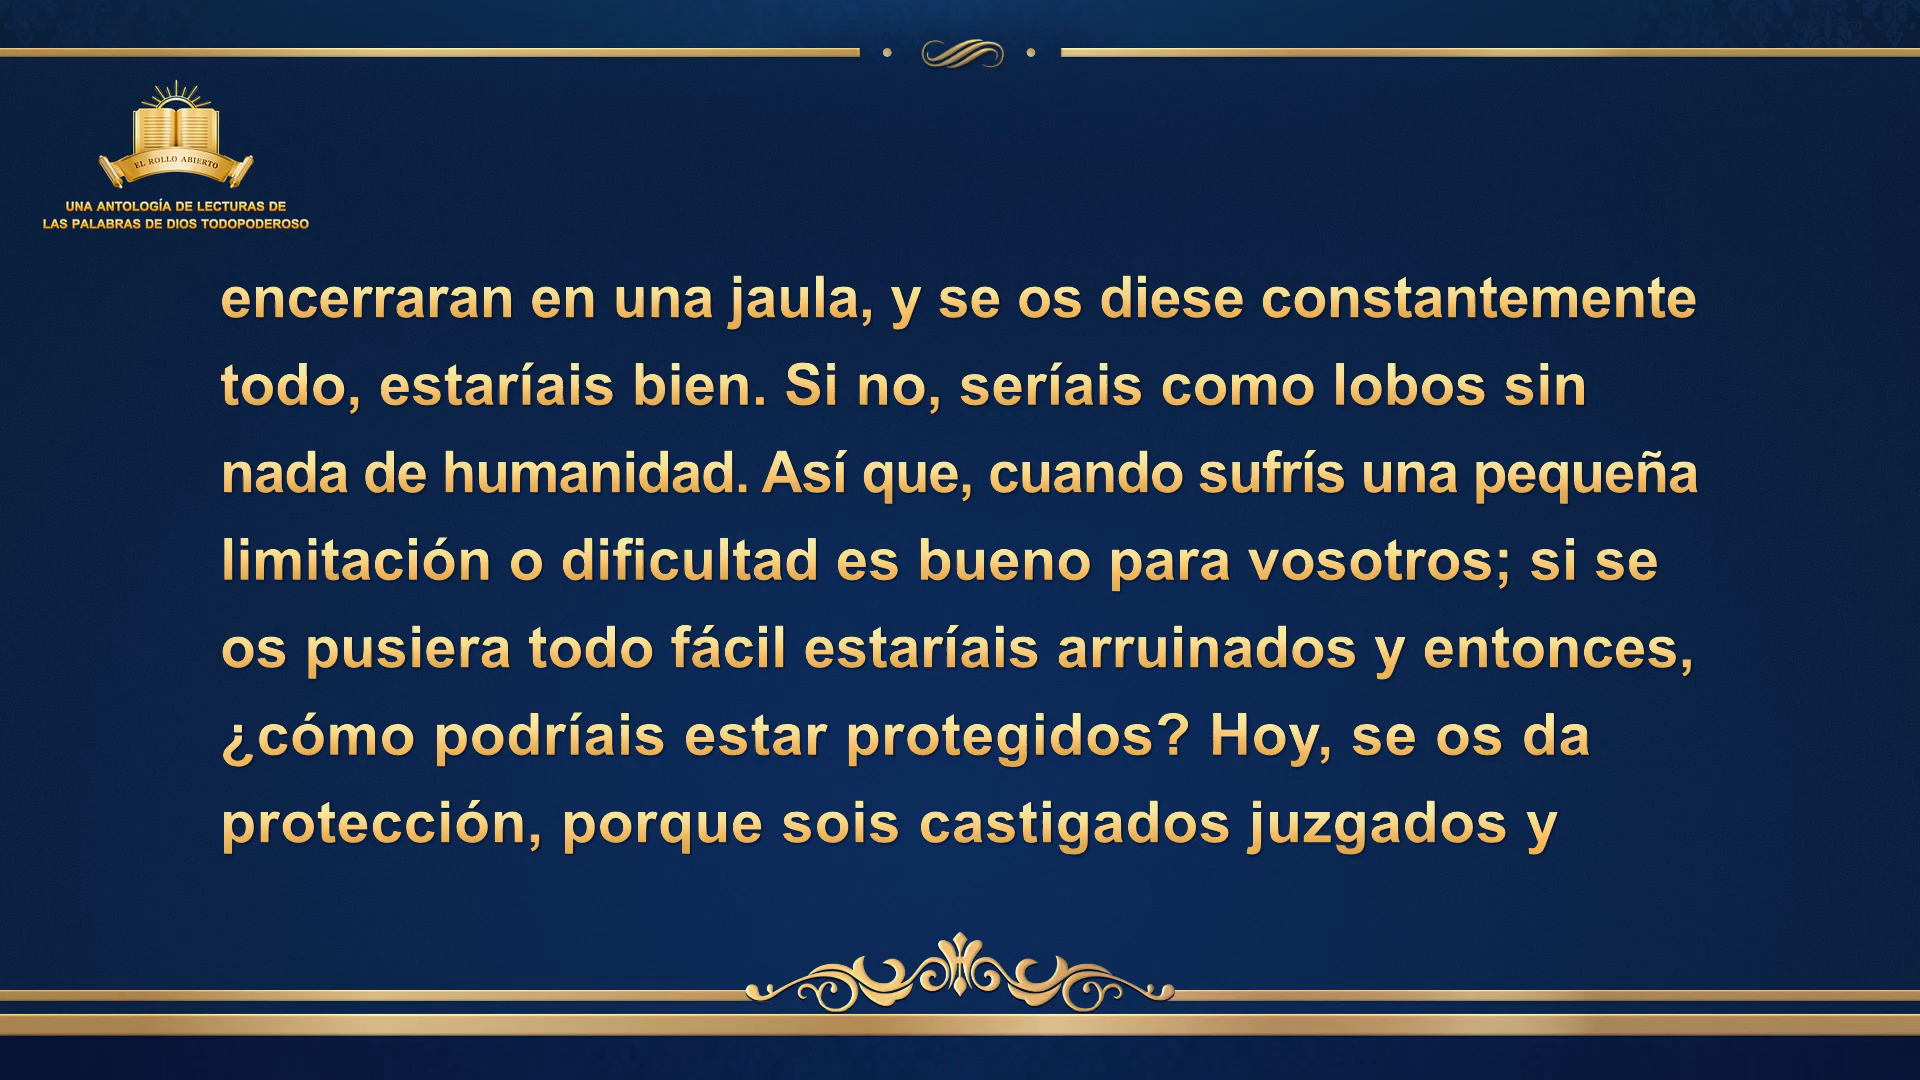 EL ROLLO ABIERTO
UNA ANTOLOGÍA DE LECTURAS DE
LAS PALABRAS DE DIOS TODOPODEROSO
encerraran en una jaula, y se os diese constantemente
todo, estaríais bien. Si no, seríais como lobos sin
nada de humanidad. Así que, cuando sufrís una pequeña
limitación o dificultad es bueno para vosotros; si se
os pusiera todo fácil estaríais arruinados y entonces,
¿cómo podríais estar protegidos? Hoy, se os da
protección, porque sois castigados juzgados y